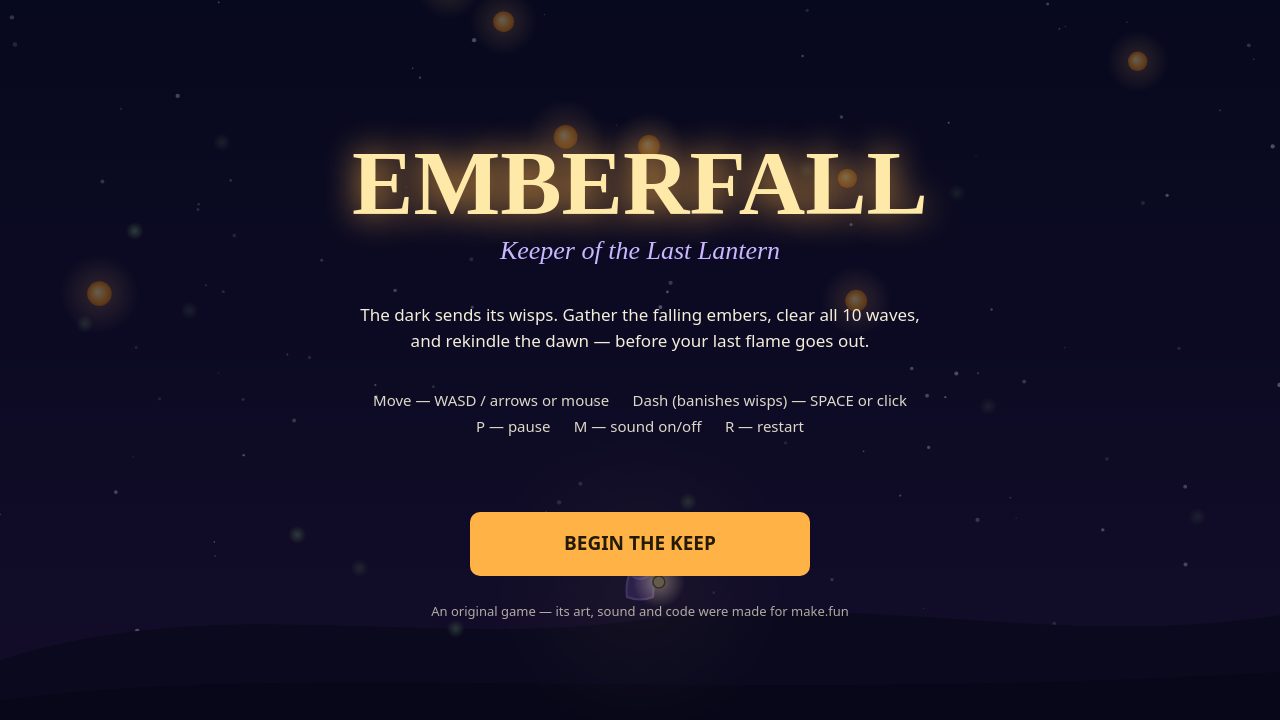 EMBERFALL
Keeper of the Last Lantern
The dark sends its wisps. Gather the falling embers, clear all 10 waves,
and rekindle the dawn — before your last flame goes out.
Move — WASD / arrows or mouse Dash (banishes wisps) — SPACE or click
P — pause M — sound on/off R — restart
BEGIN THE KEEP
An original game — its art, sound and code were made for make.fun